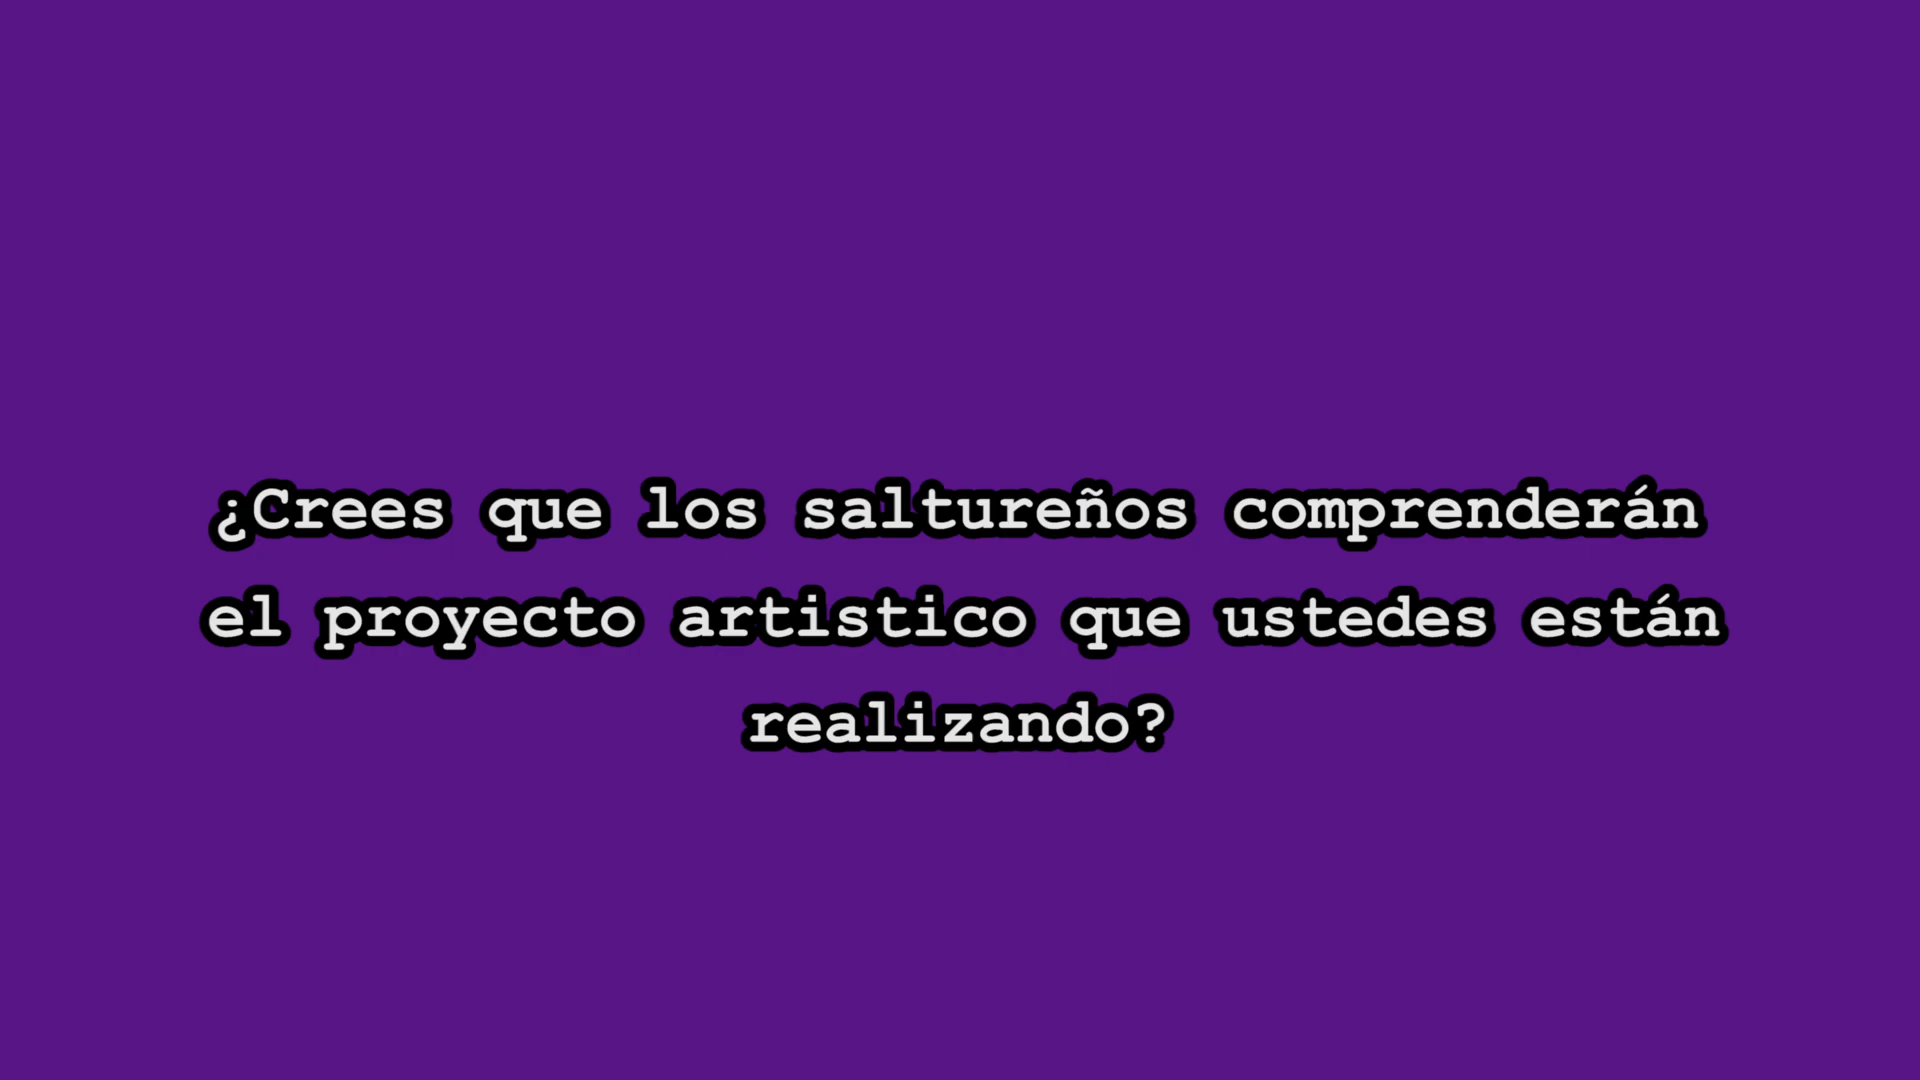 ¿Crees que los saltureños comprenderán
el proyecto artistico que ustedes están
realizando?